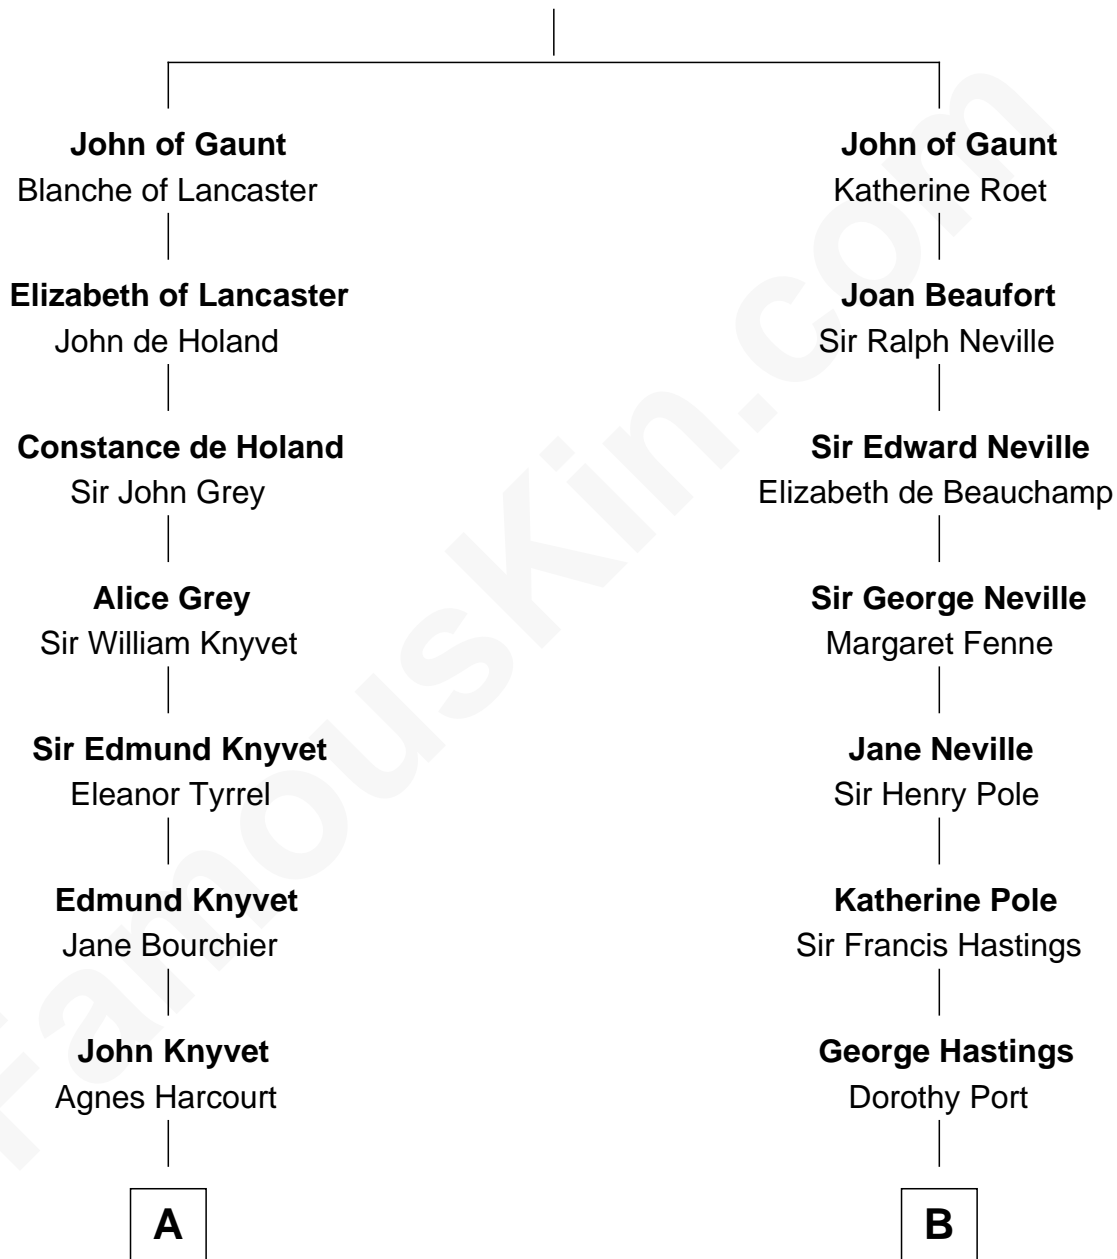 John of Gaunt
Blanche of Lancaster
Elizabeth of Lancaster
John de Holand
Constance de Holand
Sir John Grey
Alice Grey
Sir William Knyvet
Sir Edmund Knyvet
Eleanor Tyrrel
Edmund Knyvet
Jane Bourchier
John Knyvet
Agnes Harcourt
A
John of Gaunt
Katherine Roet
Joan Beaufort
Sir Ralph Neville
Sir Edward Neville
Elizabeth de Beauchamp
Sir George Neville
Margaret Fenne
Jane Neville
Sir Henry Pole
Katherine Pole
Sir Francis Hastings
George Hastings
Dorothy Port
B
FamousKin.com